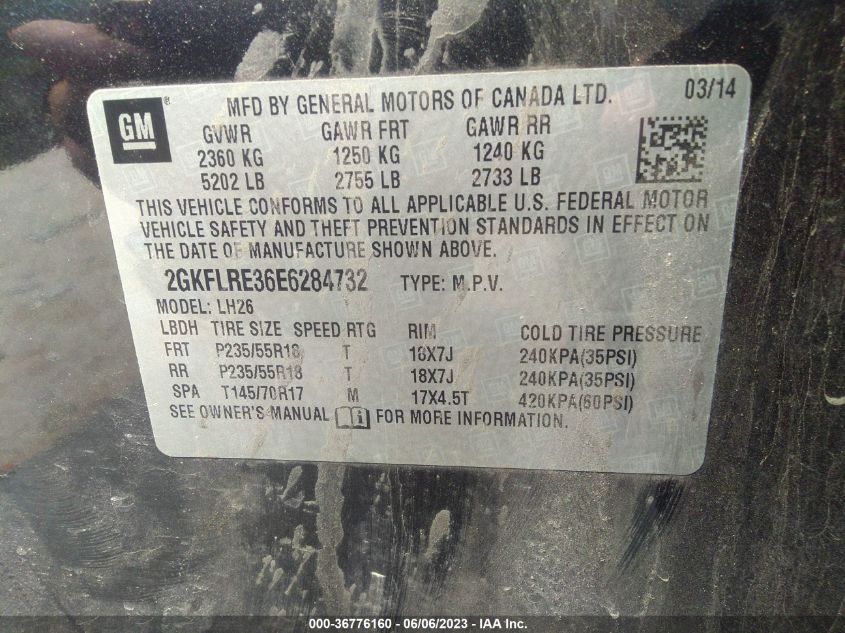 MFD BY GENERAL MOTORS OF CANADA LTD. 03/14
GM ®
GVWR GAWR FRT GAWR RR
2360 KG 1250 KG 1240 KG
5202 LB 2755 LB 2733 LB
THIS VEHICLE CONFORMS TO ALL APPLICABLE U.S. FEDERAL MOTOR
VEHICLE SAFETY AND THEFT PREVENTION STANDARDS IN EFFECT ON
THE DATE OF MANUFACTURE SHOWN ABOVE.
2GKFLRE36E6284732 TYPE: M.P.V.
MODEL: LH26
LBDH TIRE SIZE SPEED RTG RIM COLD TIRE PRESSURE
FRT P235/55R18 T 18X7J 240KPA(35PSI)
RR P235/55R18 T 18X7J 240KPA(35PSI)
SPA T145/70R17 M 17X4.5T 420KPA(60PSI)
SEE OWNER'S MANUAL FOR MORE INFORMATION.
000-36776160 - 06/06/2023 - IAA Inc.